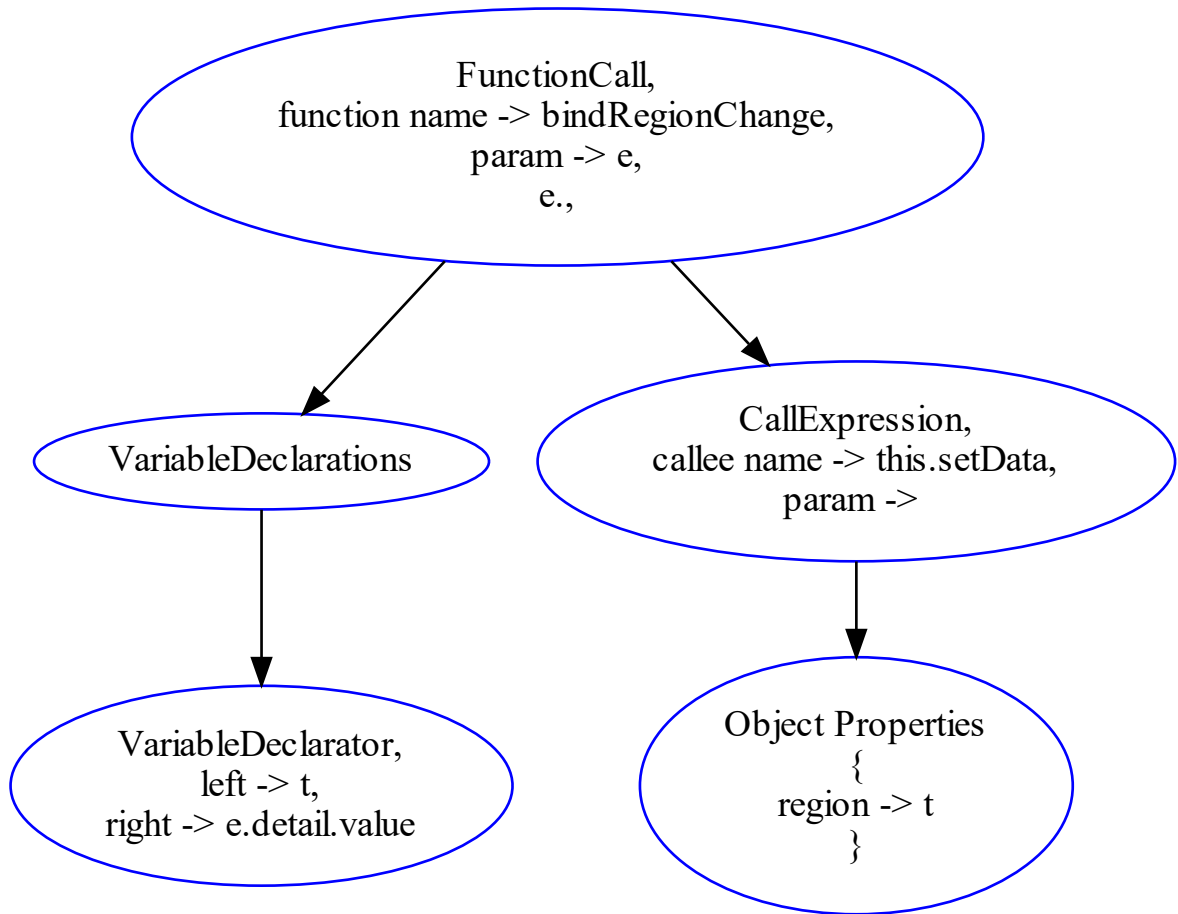 FunctionCall,
function name -> bindRegionChange,
param -> e,
e.,
VariableDeclarations
CallExpression,
callee name -> this.setData,
param ->
VariableDeclarator,
left -> t,
right -> e.detail.value
Object Properties
{
region -> t
}